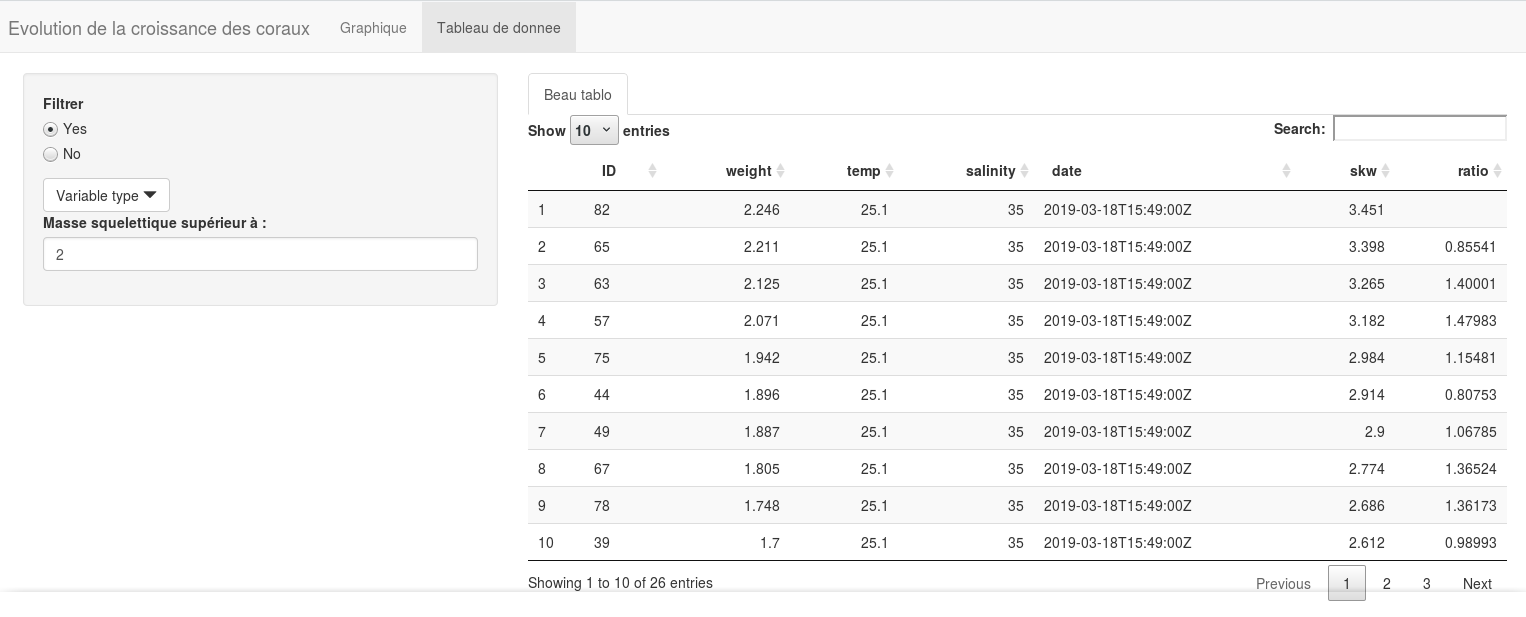 Evolution de la croissance des coraux Graphique Tableau de donnee
Filtrer
Yes
No
Variable type
Masse squelettique supérieur à :
2
Beau tablo
Show 10 entries Search:
ID weight temp salinity date skw ratio
1 82 2.246 25.1 35 2019-03-18T15:49:00Z 3.451
2 65 2.211 25.1 35 2019-03-18T15:49:00Z 3.398 0.85541
3 63 2.125 25.1 35 2019-03-18T15:49:00Z 3.265 1.40001
4 57 2.071 25.1 35 2019-03-18T15:49:00Z 3.182 1.47983
5 75 1.942 25.1 35 2019-03-18T15:49:00Z 2.984 1.15481
6 44 1.896 25.1 35 2019-03-18T15:49:00Z 2.914 0.80753
7 49 1.887 25.1 35 2019-03-18T15:49:00Z 2.9 1.06785
8 67 1.805 25.1 35 2019-03-18T15:49:00Z 2.774 1.36524
9 78 1.748 25.1 35 2019-03-18T15:49:00Z 2.686 1.36173
10 39 1.7 25.1 35 2019-03-18T15:49:00Z 2.612 0.98993
Showing 1 to 10 of 26 entries Previous 1 2 3 Next